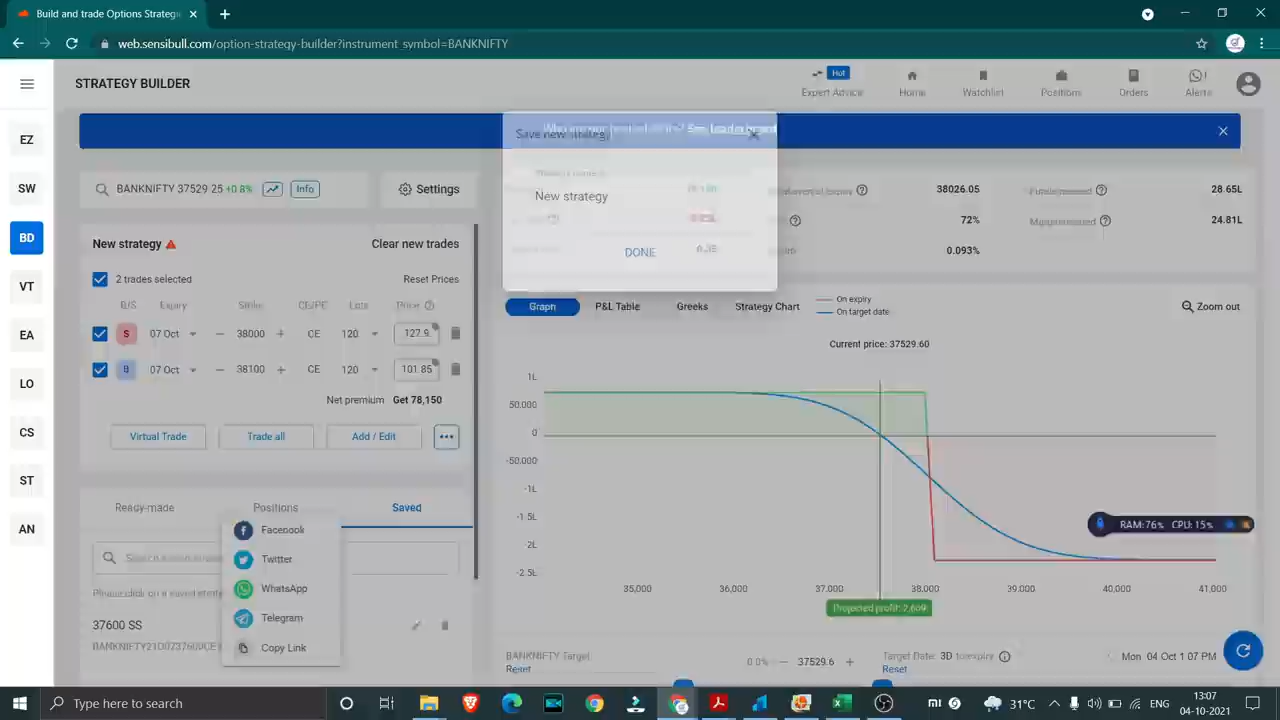 Build and trade Options Strategi
web.sensibull.com/option-strategy-builder?instrument_symbol=BANKNIFTY
STRATEGY BUILDER
Hot
Expert Advice
Home
Watchlist
Positions
Orders
Alerts
EZ
SW
BD
VT
EA
LO
CS
ST
AN
Save new strategy
New strategy
DONE
BANKNIFTY 37529.25 +0.8%
Info
Settings
New strategy
Clear new trades
2 trades selected
Reset Prices
B/S Expiry Strike CE/PE Lots Price
S 07 Oct − 38000 + CE 120 127.9
B 07 Oct − 38100 + CE 120 101.85
Net premium Get 78,150
Virtual Trade
Trade all
Add / Edit
Ready-made
Positions
Saved
Facebook
Twitter
WhatsApp
Telegram
Copy Link
37600 SS
38026.05
72%
0.093%
Funds needed 28.65L
Margin needed 24.81L
Graph
P&L Table
Greeks
Strategy Chart
On expiry
On target date
Zoom out
Current price: 37529.60
1L
50,000
0
-50,000
-1L
-1.5L
-2L
-2.5L
35,000
36,000
37,000
38,000
39,000
40,000
41,000
Projected profit: 2,609
RAM:76% CPU:15%
BANKNIFTY Target
Reset
0.0% − 37529.6 +
Target Date: 3D to expiry
Reset
Mon 04 Oct 1:07 PM
Type here to search
31°C
ENG
13:07
04-10-2021